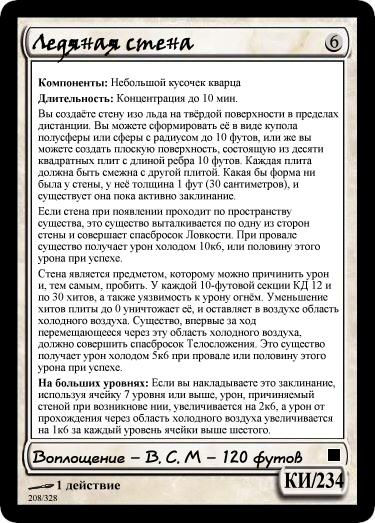 Ледяная стена
6
Компоненты: Небольшой кусочек кварца
Длительность: Концентрация до 10 мин.
Вы создаёте стену изо льда на твёрдой поверхности в пределах
дистанции. Вы можете сформировать её в виде купола
полусферы или сферы с радиусом до 10 футов, или же вы
можете создать плоскую поверхность, состоящую из десяти
квадратных плит с длиной ребра 10 футов. Каждая плита
должна быть смежна с другой плитой. Какая бы форма ни
была у стены, у неё толщина 1 фут (30 сантиметров), и
существует она пока активно заклинание.
Если стена при появлении проходит по пространству
существа, это существо выталкивается по одну из сторон
стены и совершает спасбросок Ловкости. При провале
существо получает урон холодом 10к6, или половину этого
урона при успехе.
Стена является предметом, которому можно причинить урон
и, тем самым, пробить. У каждой 10-футовой секции КД 12 и
по 30 хитов, а также уязвимость к урону огнём. Уменьшение
хитов плиты до 0 уничтожает её, и оставляет в воздухе область
холодного воздуха. Существо, впервые за ход
перемещающееся через эту область холодного воздуха,
должно совершить спасбросок Телосложения. Это существо
получает урон холодом 5к6 при провале или половину этого
урона при успехе.
На больших уровнях: Если вы накладываете это заклинание,
используя ячейку 7 уровня или выше, урон, причиняемый
стеной при возникнове нии, увеличивается на 2к6, а урон от
прохождения через область холодного воздуха увеличивается
на 1к6 за каждый уровень ячейки выше шестого.
Воплощение – В, С, М – 120 футов
КИ/234
1 действие
208/328